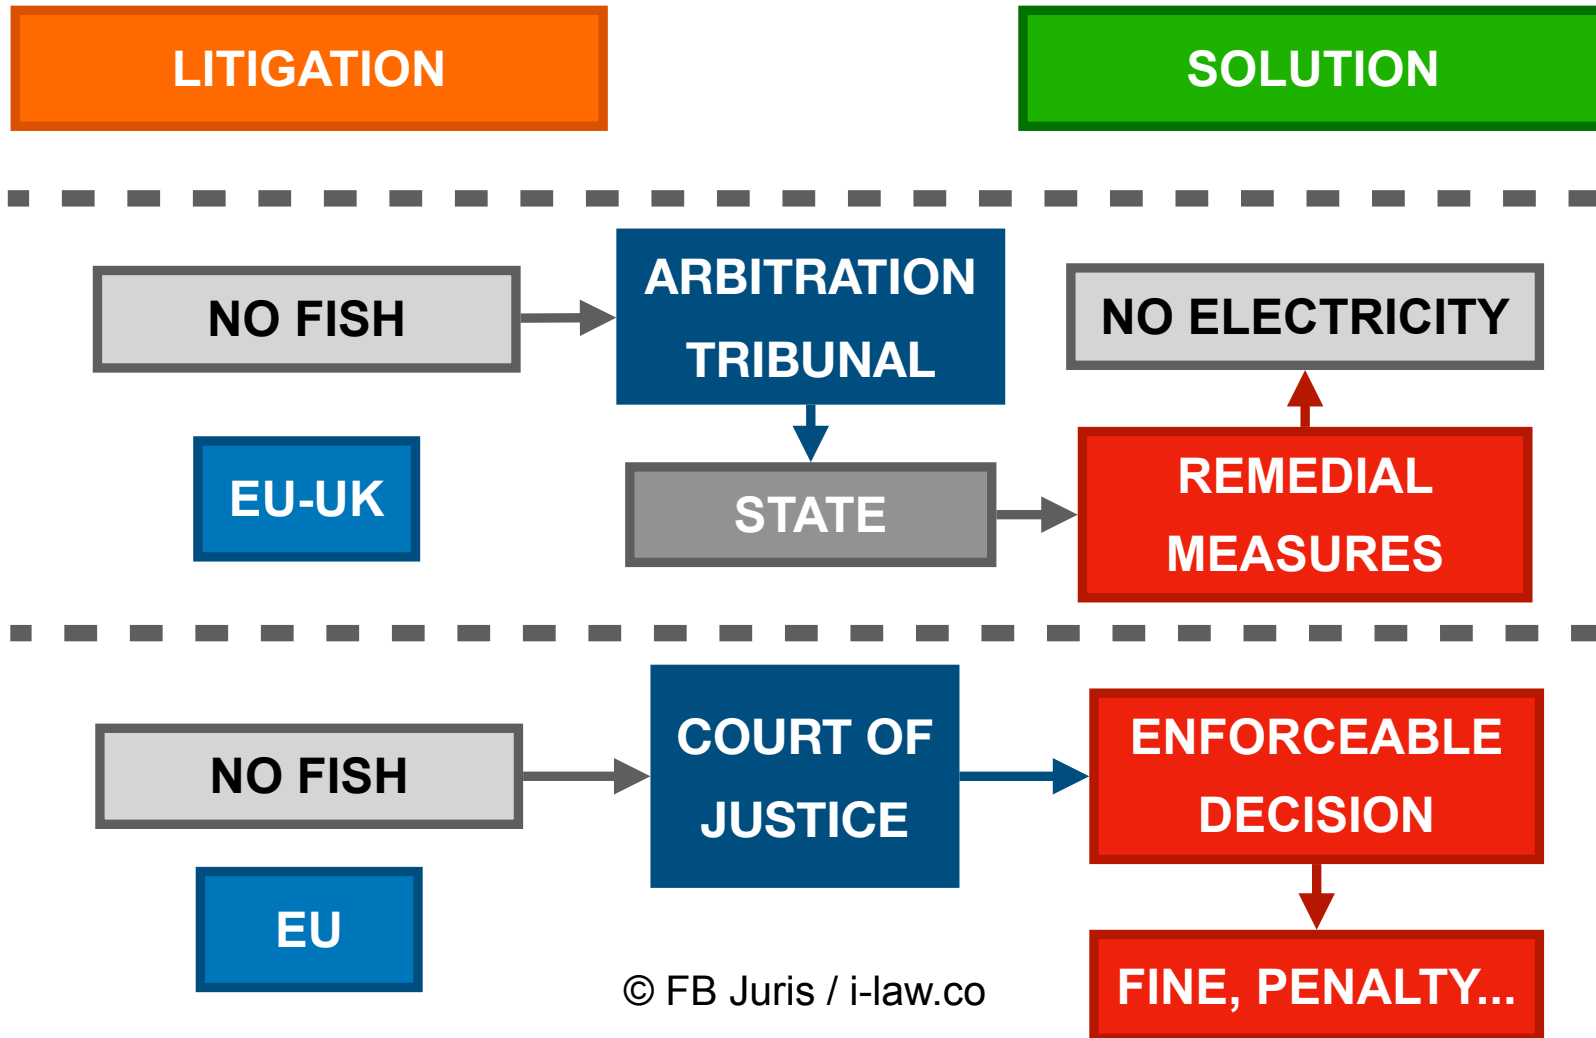 LITIGATION
SOLUTION
NO FISH
ARBITRATION
TRIBUNAL
NO ELECTRICITY
EU-UK
STATE
REMEDIAL
MEASURES
NO FISH
COURT OF
JUSTICE
ENFORCEABLE
DECISION
EU
FINE, PENALTY...
© FB Juris / i-law.co